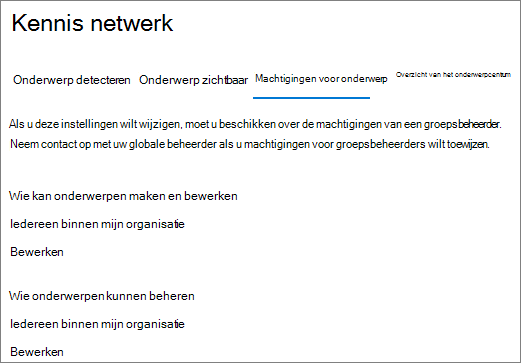 Kennis netwerk
Onderwerp detecteren Onderwerp zichtbaar Machtigingen voor onderwerp Overzicht van het onderwerpcentum
Als u deze instellingen wilt wijzigen, moet u beschikken over de machtigingen van een groepsbeheerder.
Neem contact op met uw globale beheerder als u machtigingen voor groepsbeheerders wilt toewijzen.
Wie kan onderwerpen maken en bewerken
Iedereen binnen mijn organisatie
Bewerken
Wie onderwerpen kunnen beheren
Iedereen binnen mijn organisatie
Bewerken